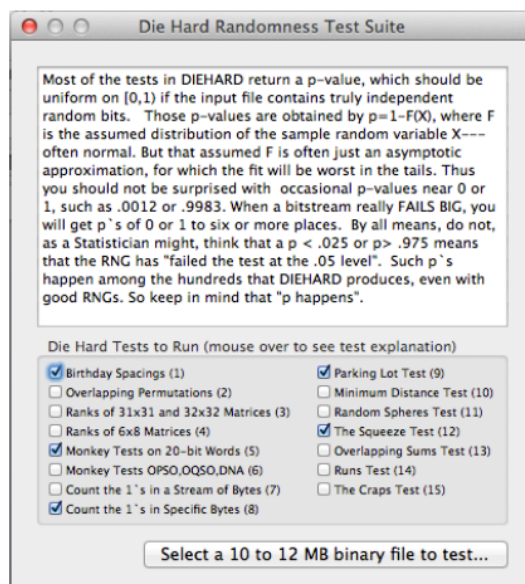 Die Hard Randomness Test Suite
Most of the tests in DIEHARD return a p-value, which should be
uniform on [0,1) if the input file contains truly independent
random bits.   Those p-values are obtained by p=1-F(X), where F
is the assumed distribution of the sample random variable X---
often normal. But that assumed F is often just an asymptotic
approximation, for which the fit will be worst in the tails. Thus
you should not be surprised with  occasional p-values near 0 or
1, such as .0012 or .9983. When a bitstream really FAILS BIG, you
will get p`s of 0 or 1 to six or more places.  By all means, do not,
as a Statistician might, think that a p < .025 or p> .975 means
that the RNG has "failed the test at the .05 level".  Such p`s
happen among the hundreds that DIEHARD produces, even with
good RNGs. So keep in mind that "p happens".
Die Hard Tests to Run (mouse over to see test explanation)
Birthday Spacings (1)
Overlapping Permutations (2)
Ranks of 31x31 and 32x32 Matrices (3)
Ranks of 6x8 Matrices (4)
Monkey Tests on 20-bit Words (5)
Monkey Tests OPSO,OQSO,DNA (6)
Count the 1`s in a Stream of Bytes (7)
Count the 1`s in Specific Bytes (8)
Parking Lot Test (9)
Minimum Distance Test (10)
Random Spheres Test (11)
The Squeeze Test (12)
Overlapping Sums Test (13)
Runs Test (14)
The Craps Test (15)
Select a 10 to 12 MB binary file to test...